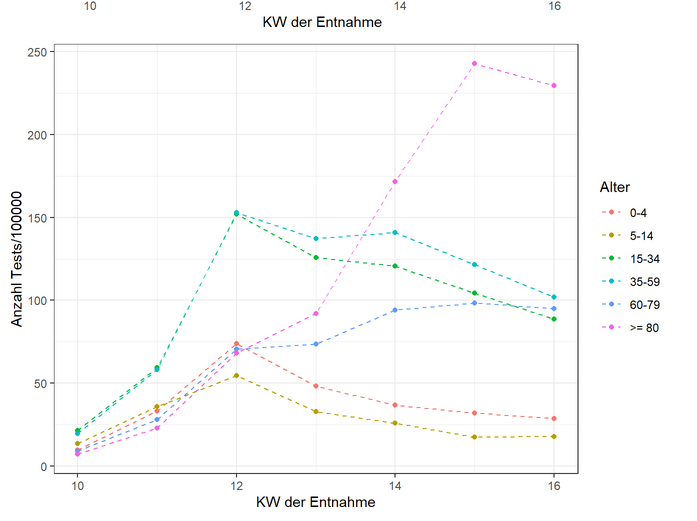 10 12 14 16
KW der Entnahme
250
200
150
100
50
0
Anzahl Tests/100000
10 12 14 16
KW der Entnahme
Alter
0-4
5-14
15-34
35-59
60-79
>= 80